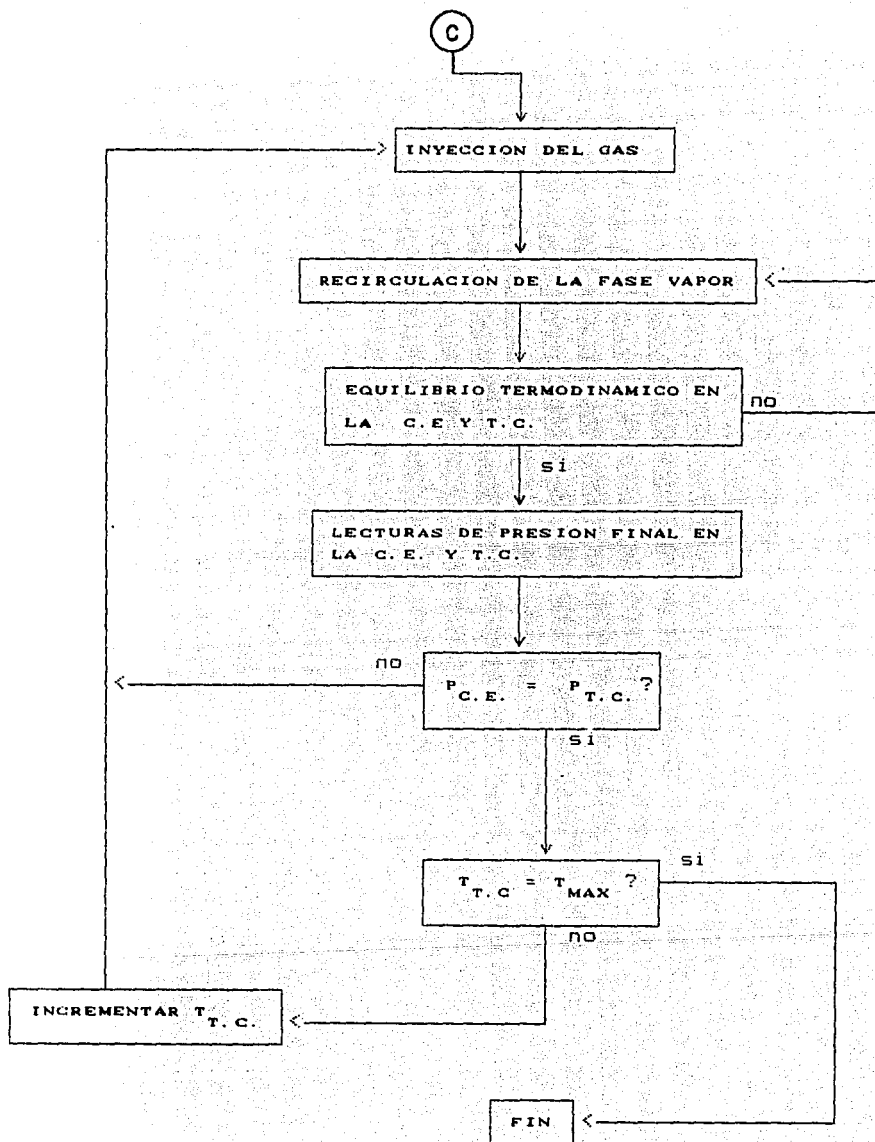 C
INYECCION DEL GAS
RECIRCULACION DE LA FASE VAPOR
EQUILIBRIO TERMODINAMICO EN
LA C.E Y T.C.
no
si
LECTURAS DE PRESION FINAL EN
LA C.E. Y T.C.
no
P C.E. = P T.C. ?
si
T T.C = T MAX ?
si
no
INCREMENTAR T T.C.
FIN